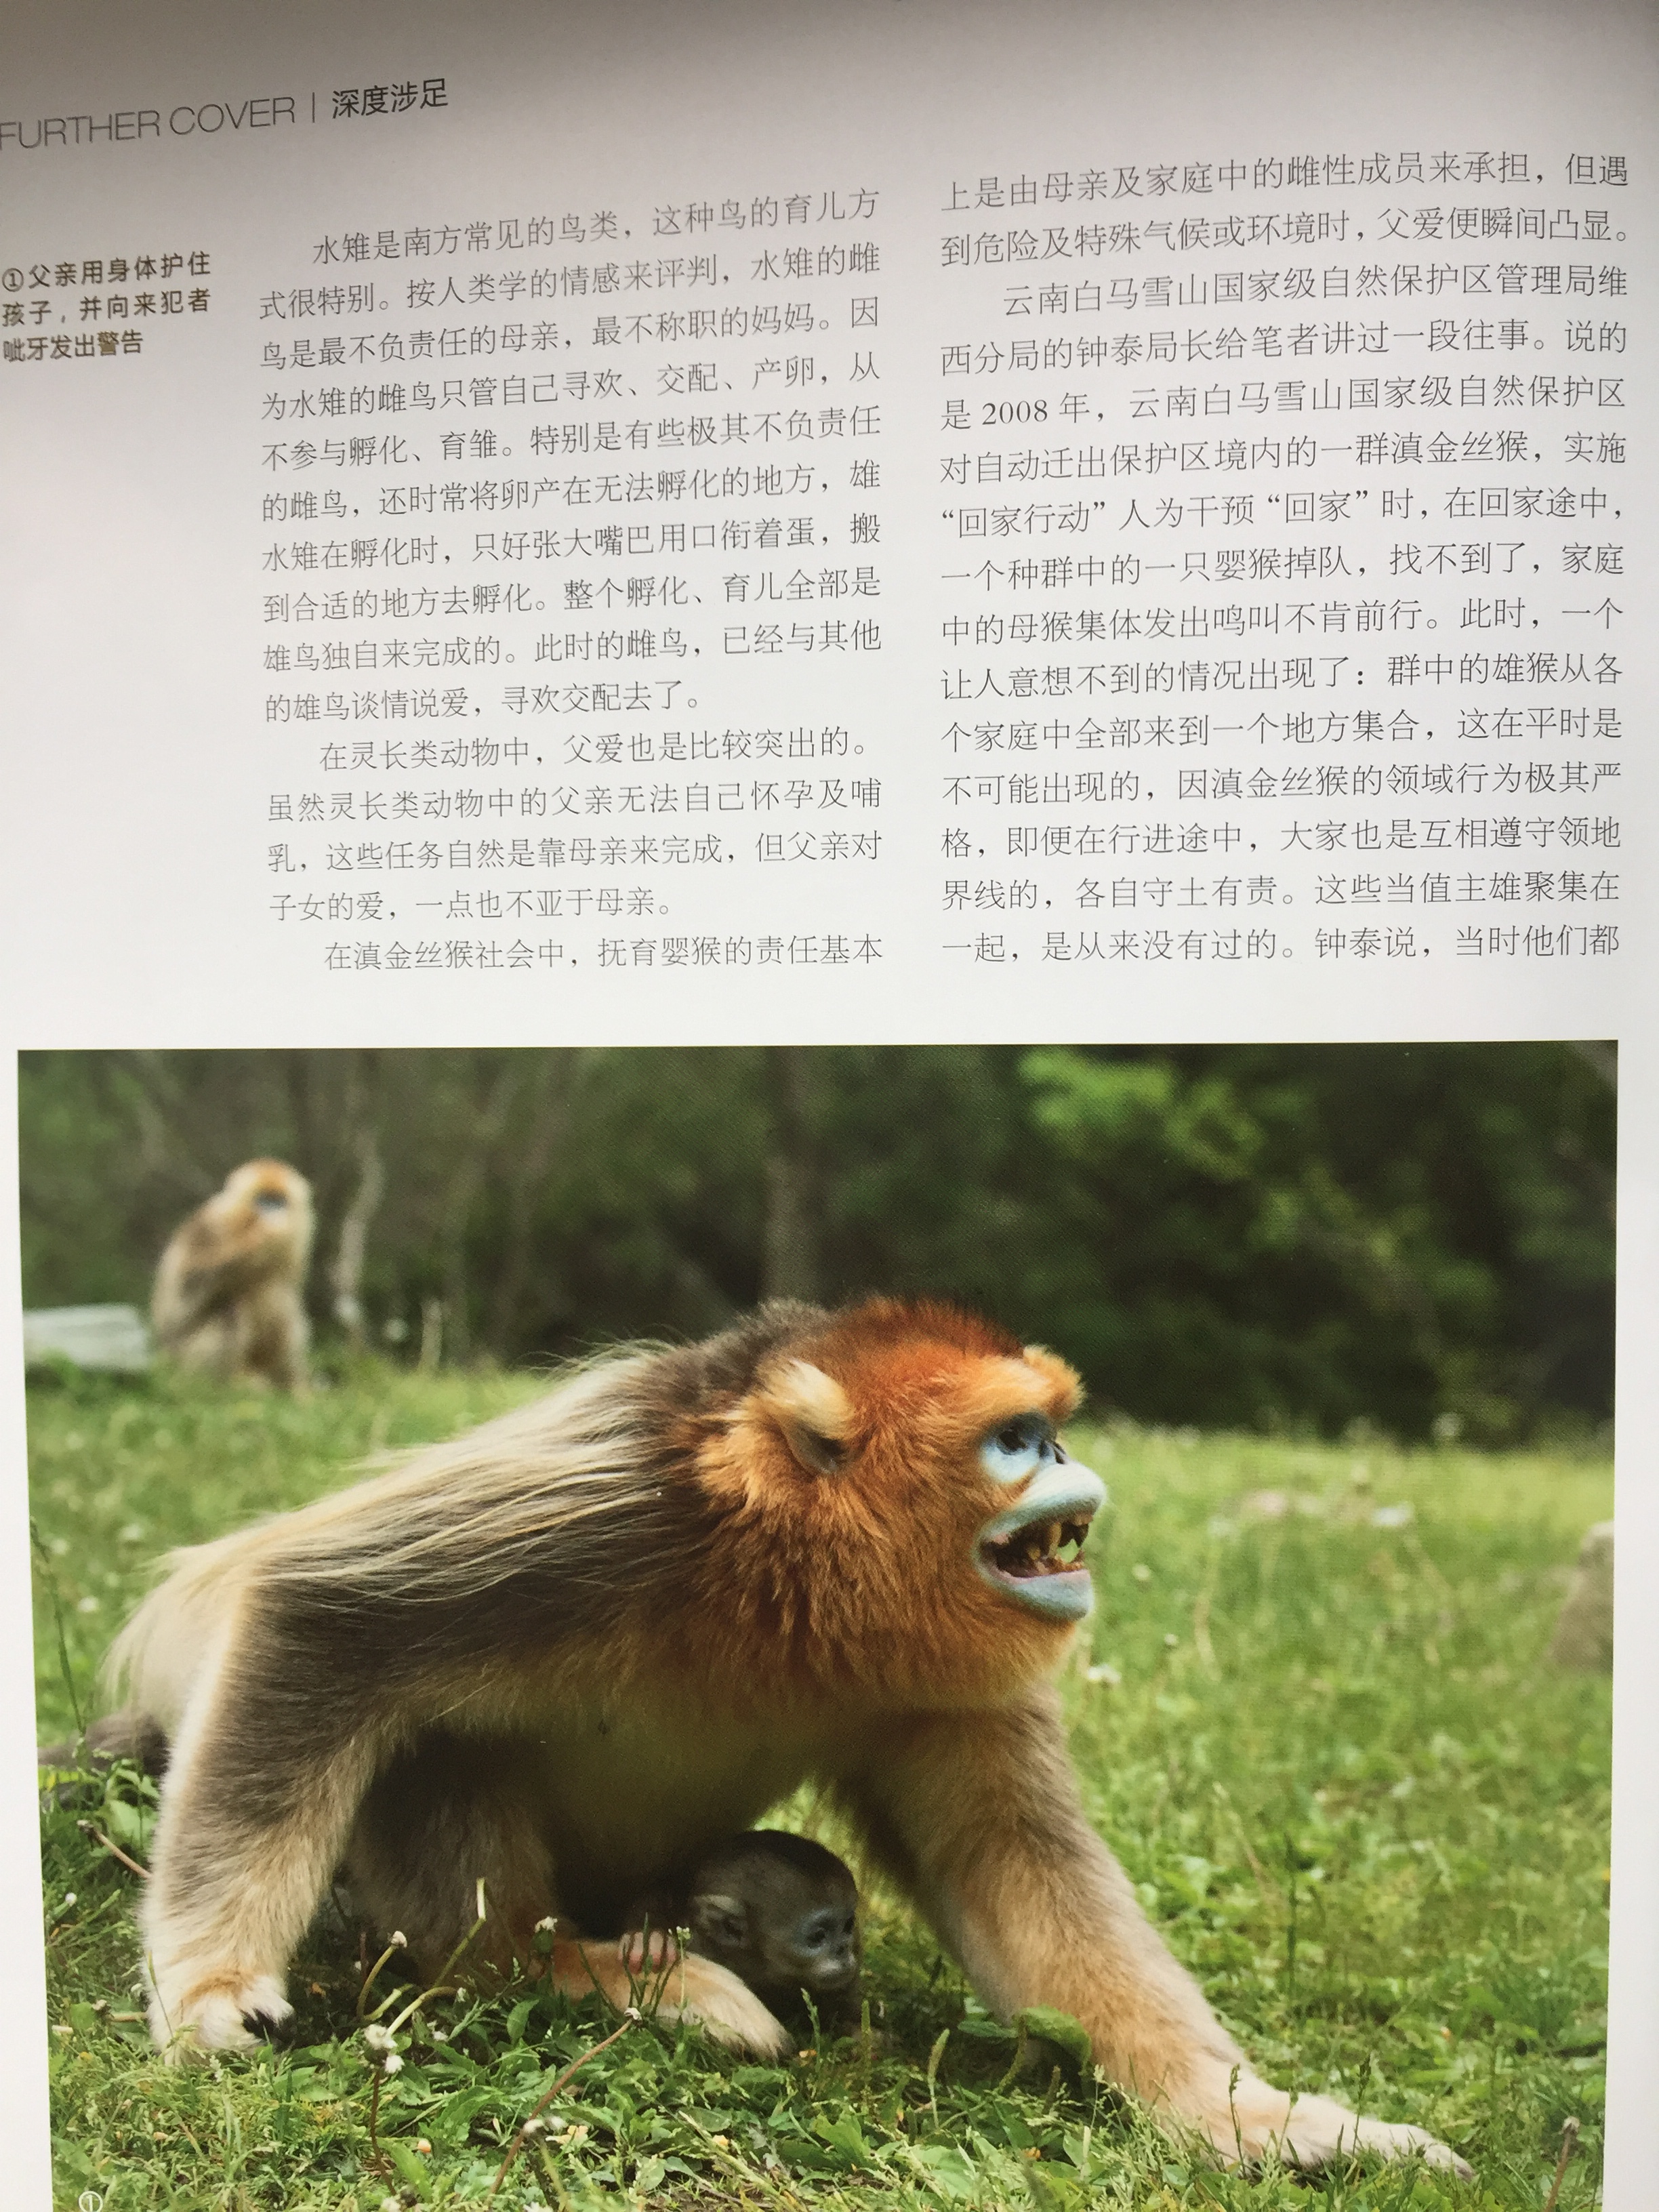 FURTHER COVER | 深度涉足
①父亲用身体护住
孩子，并向来犯者
呲牙发出警告
水雉是南方常见的鸟类，这种鸟的育儿方
式很特别。按人类学的情感来评判，水雉的雌
鸟是最不负责任的母亲，最不称职的妈妈。因
为水雉的雌鸟只管自己寻欢、交配、产卵，从
不参与孵化、育雏。特别是有些极其不负责任
的雌鸟，还时常将卵产在无法孵化的地方，雄
水雉在孵化时，只好张大嘴巴用口衔着蛋，搬
到合适的地方去孵化。整个孵化、育儿全部是
雄鸟独自来完成的。此时的雌鸟，已经与其他
的雄鸟谈情说爱，寻欢交配去了。
在灵长类动物中，父爱也是比较突出的。
虽然灵长类动物中的父亲无法自己怀孕及哺
乳，这些任务自然是靠母亲来完成，但父亲对
子女的爱，一点也不亚于母亲。
在滇金丝猴社会中，抚育婴猴的责任基本
上是由母亲及家庭中的雌性成员来承担，但遇
到危险及特殊气候或环境时，父爱便瞬间凸显。
云南白马雪山国家级自然保护区管理局维
西分局的钟泰局长给笔者讲过一段往事。说的
是 2008 年，云南白马雪山国家级自然保护区
对自动迁出保护区境内的一群滇金丝猴，实施
“回家行动”人为干预“回家”时，在回家途中，
一个种群中的一只婴猴掉队，找不到了，家庭
中的母猴集体发出鸣叫不肯前行。此时，一个
让人意想不到的情况出现了：群中的雄猴从各
个家庭中全部来到一个地方集合，这在平时是
不可能出现的，因滇金丝猴的领域行为极其严
格，即便在行进途中，大家也是互相遵守领地
界线的，各自守土有责。这些当值主雄聚集在
一起，是从来没有过的。钟泰说，当时他们都
①